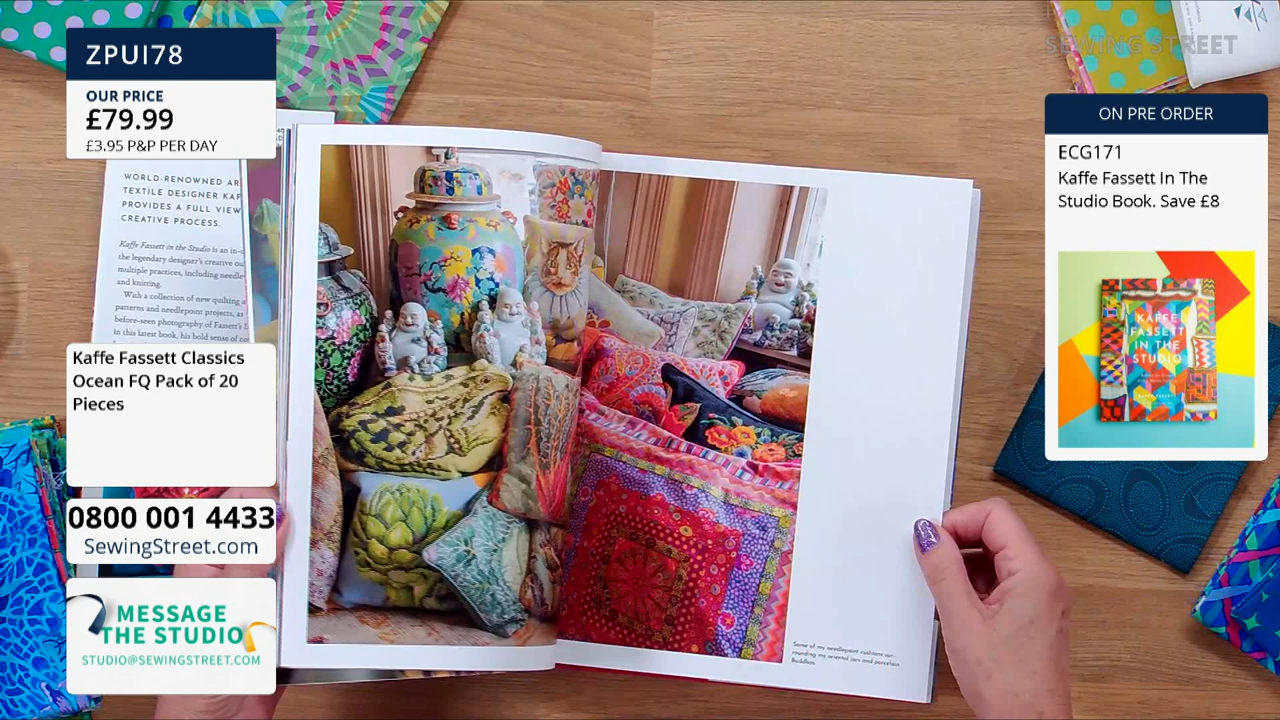 ZPUI78
OUR PRICE
£79.99
£3.95 P&P PER DAY
WORLD-RENOWNED AR
TEXTILE DESIGNER KAF
PROVIDES A FULL VIEW
CREATIVE PROCESS.
Kaffe Fassett in the Studio is an in-
the legendary designer's creative
multiple practices, including needle
and knitting.
With a collection of new quilting
patterns and needlepoint projects, as
before-seen photography of Fassett's
in this latest book, his bold sense of
Kaffe Fassett Classics
Ocean FQ Pack of 20
Pieces
0800 001 4433
SewingStreet.com
MESSAGE
THE STUDIO
STUDIO@SEWINGSTREET.COM
Some of my needlepoint cushions sur-
rounding my oriental jars and porcelain
Buddhas.
SEWING STREET
ON PRE ORDER
ECG171
Kaffe Fassett In The
Studio Book. Save £8
KAFFE
FASSETT
IN THE
STUDIO